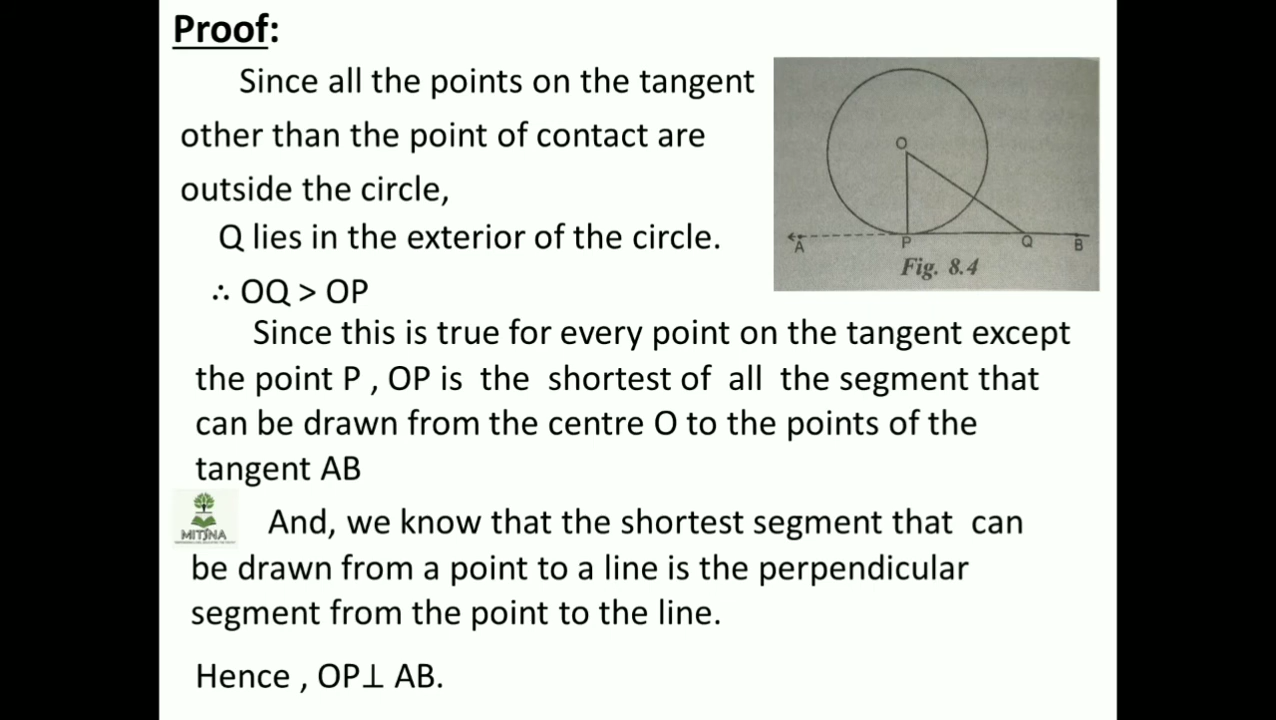 Proof:
Since all the points on the tangent
other than the point of contact are
outside the circle,
Q lies in the exterior of the circle.
∴ OQ > OP
O
A
P
Q
B
Fig. 8.4
Since this is true for every point on the tangent except
the point P , OP is the shortest of all the segment that
can be drawn from the centre O to the points of the
tangent AB
MITSNA
And, we know that the shortest segment that can
be drawn from a point to a line is the perpendicular
segment from the point to the line.
Hence , OP⊥ AB.